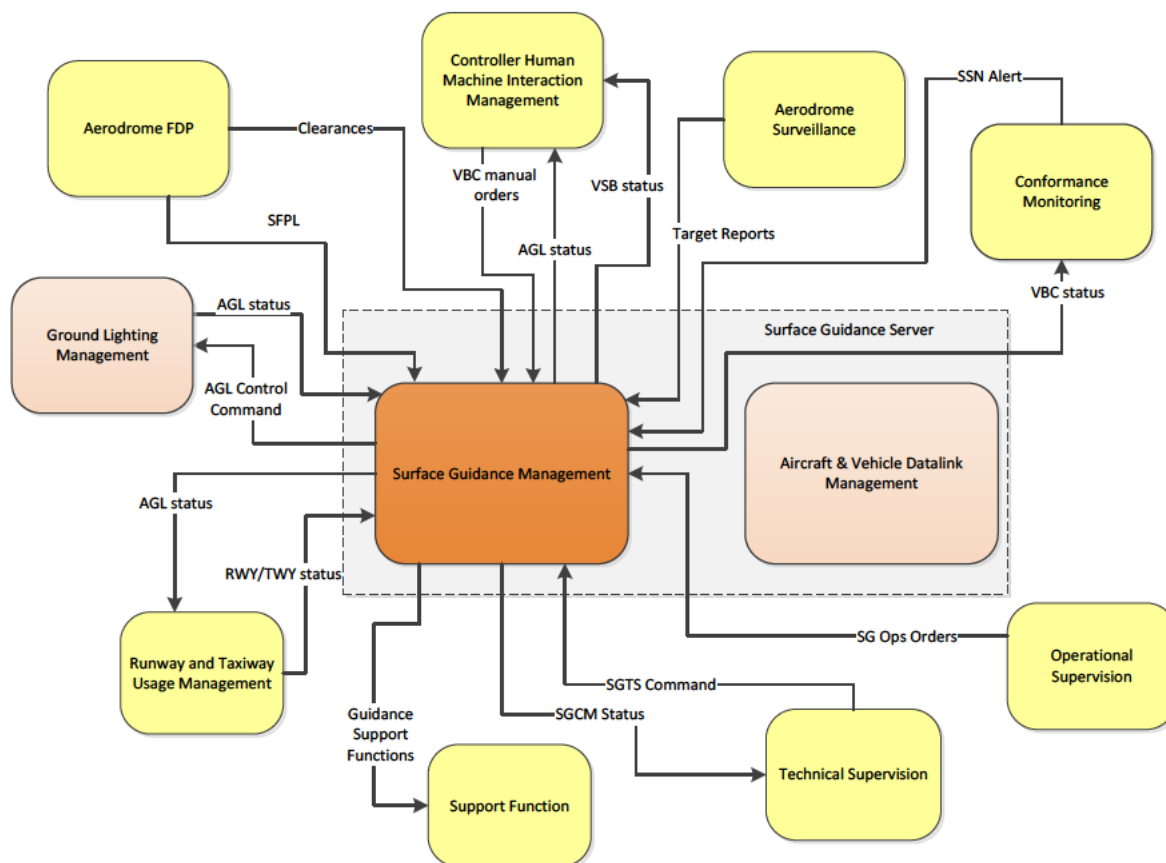 Controller Human
Machine Interaction
Management
SSN Alert
Aerodrome FDP
Clearances
Aerodrome
Surveillance
VBC manual
orders
VSB status
Conformance
Monitoring
SFPL
AGL status
Target Reports
AGL status
VBC status
Ground Lighting
Management
Surface Guidance Server
AGL Control
Command
Surface Guidance Management
Aircraft & Vehicle Datalink
Management
AGL status
RWY/TWY status
Runway and Taxiway
Usage Management
SG Ops Orders
Operational
Supervision
SGTS Command
Guidance
Support
Functions
SGCM Status
Technical Supervision
Support Function